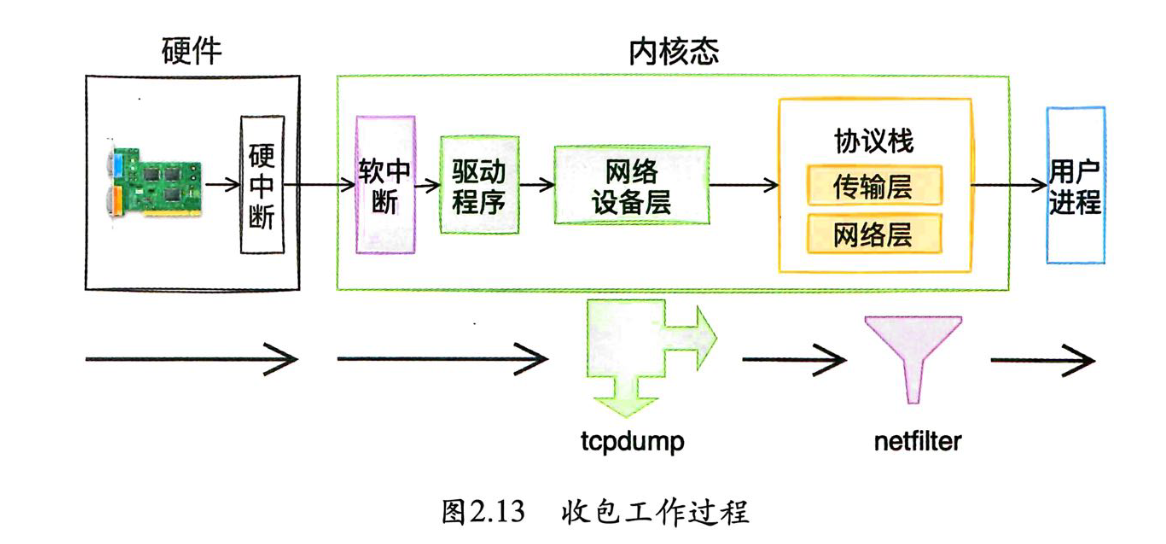 硬件
内核态
硬
中
断
软中
断
驱动
程序
网络
设备层
协议栈
传输层
网络层
用户
进程
tcpdump
netfilter
图2.13 收包工作过程